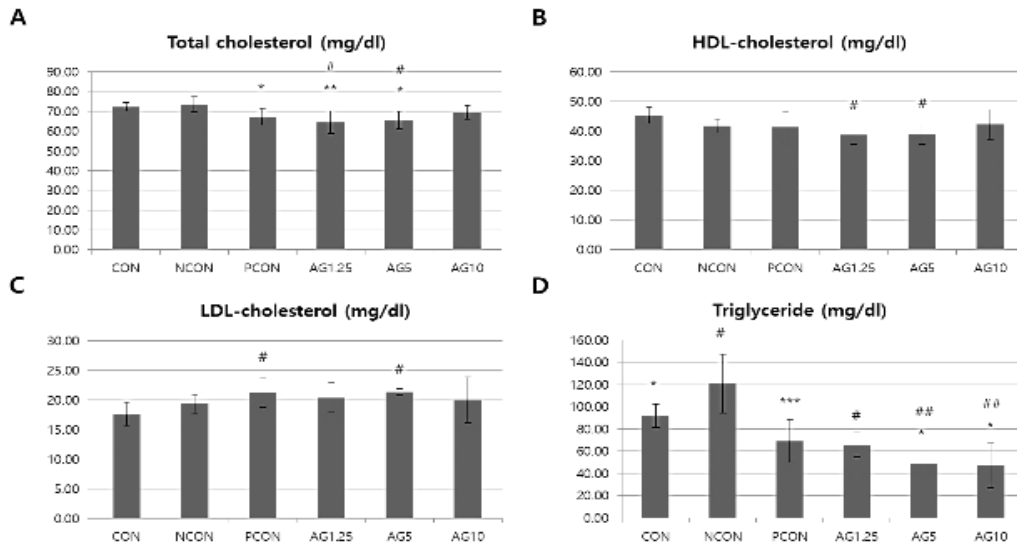 A
Total cholesterol (mg/dl)
90.00
80.00
70.00
60.00
50.00
40.00
30.00
20.00
10.00
0.00
# #
* ** *
CON NCON PCON AG1.25 AG5 AG10
B
HDL-cholesterol (mg/dl)
60.00
50.00
40.00
30.00
20.00
10.00
0.00
# #
CON NCON PCON AG1.25 AG5 AG10
C
LDL-cholesterol (mg/dl)
30.00
25.00
20.00
15.00
10.00
5.00
0.00
# #
CON NCON PCON AG1.25 AG5 AG10
D
Triglyceride (mg/dl)
160.00
140.00
120.00
100.00
80.00
60.00
40.00
20.00
0.00
#
* *** # ## ##
* *
CON NCON PCON AG1.25 AG5 AG10